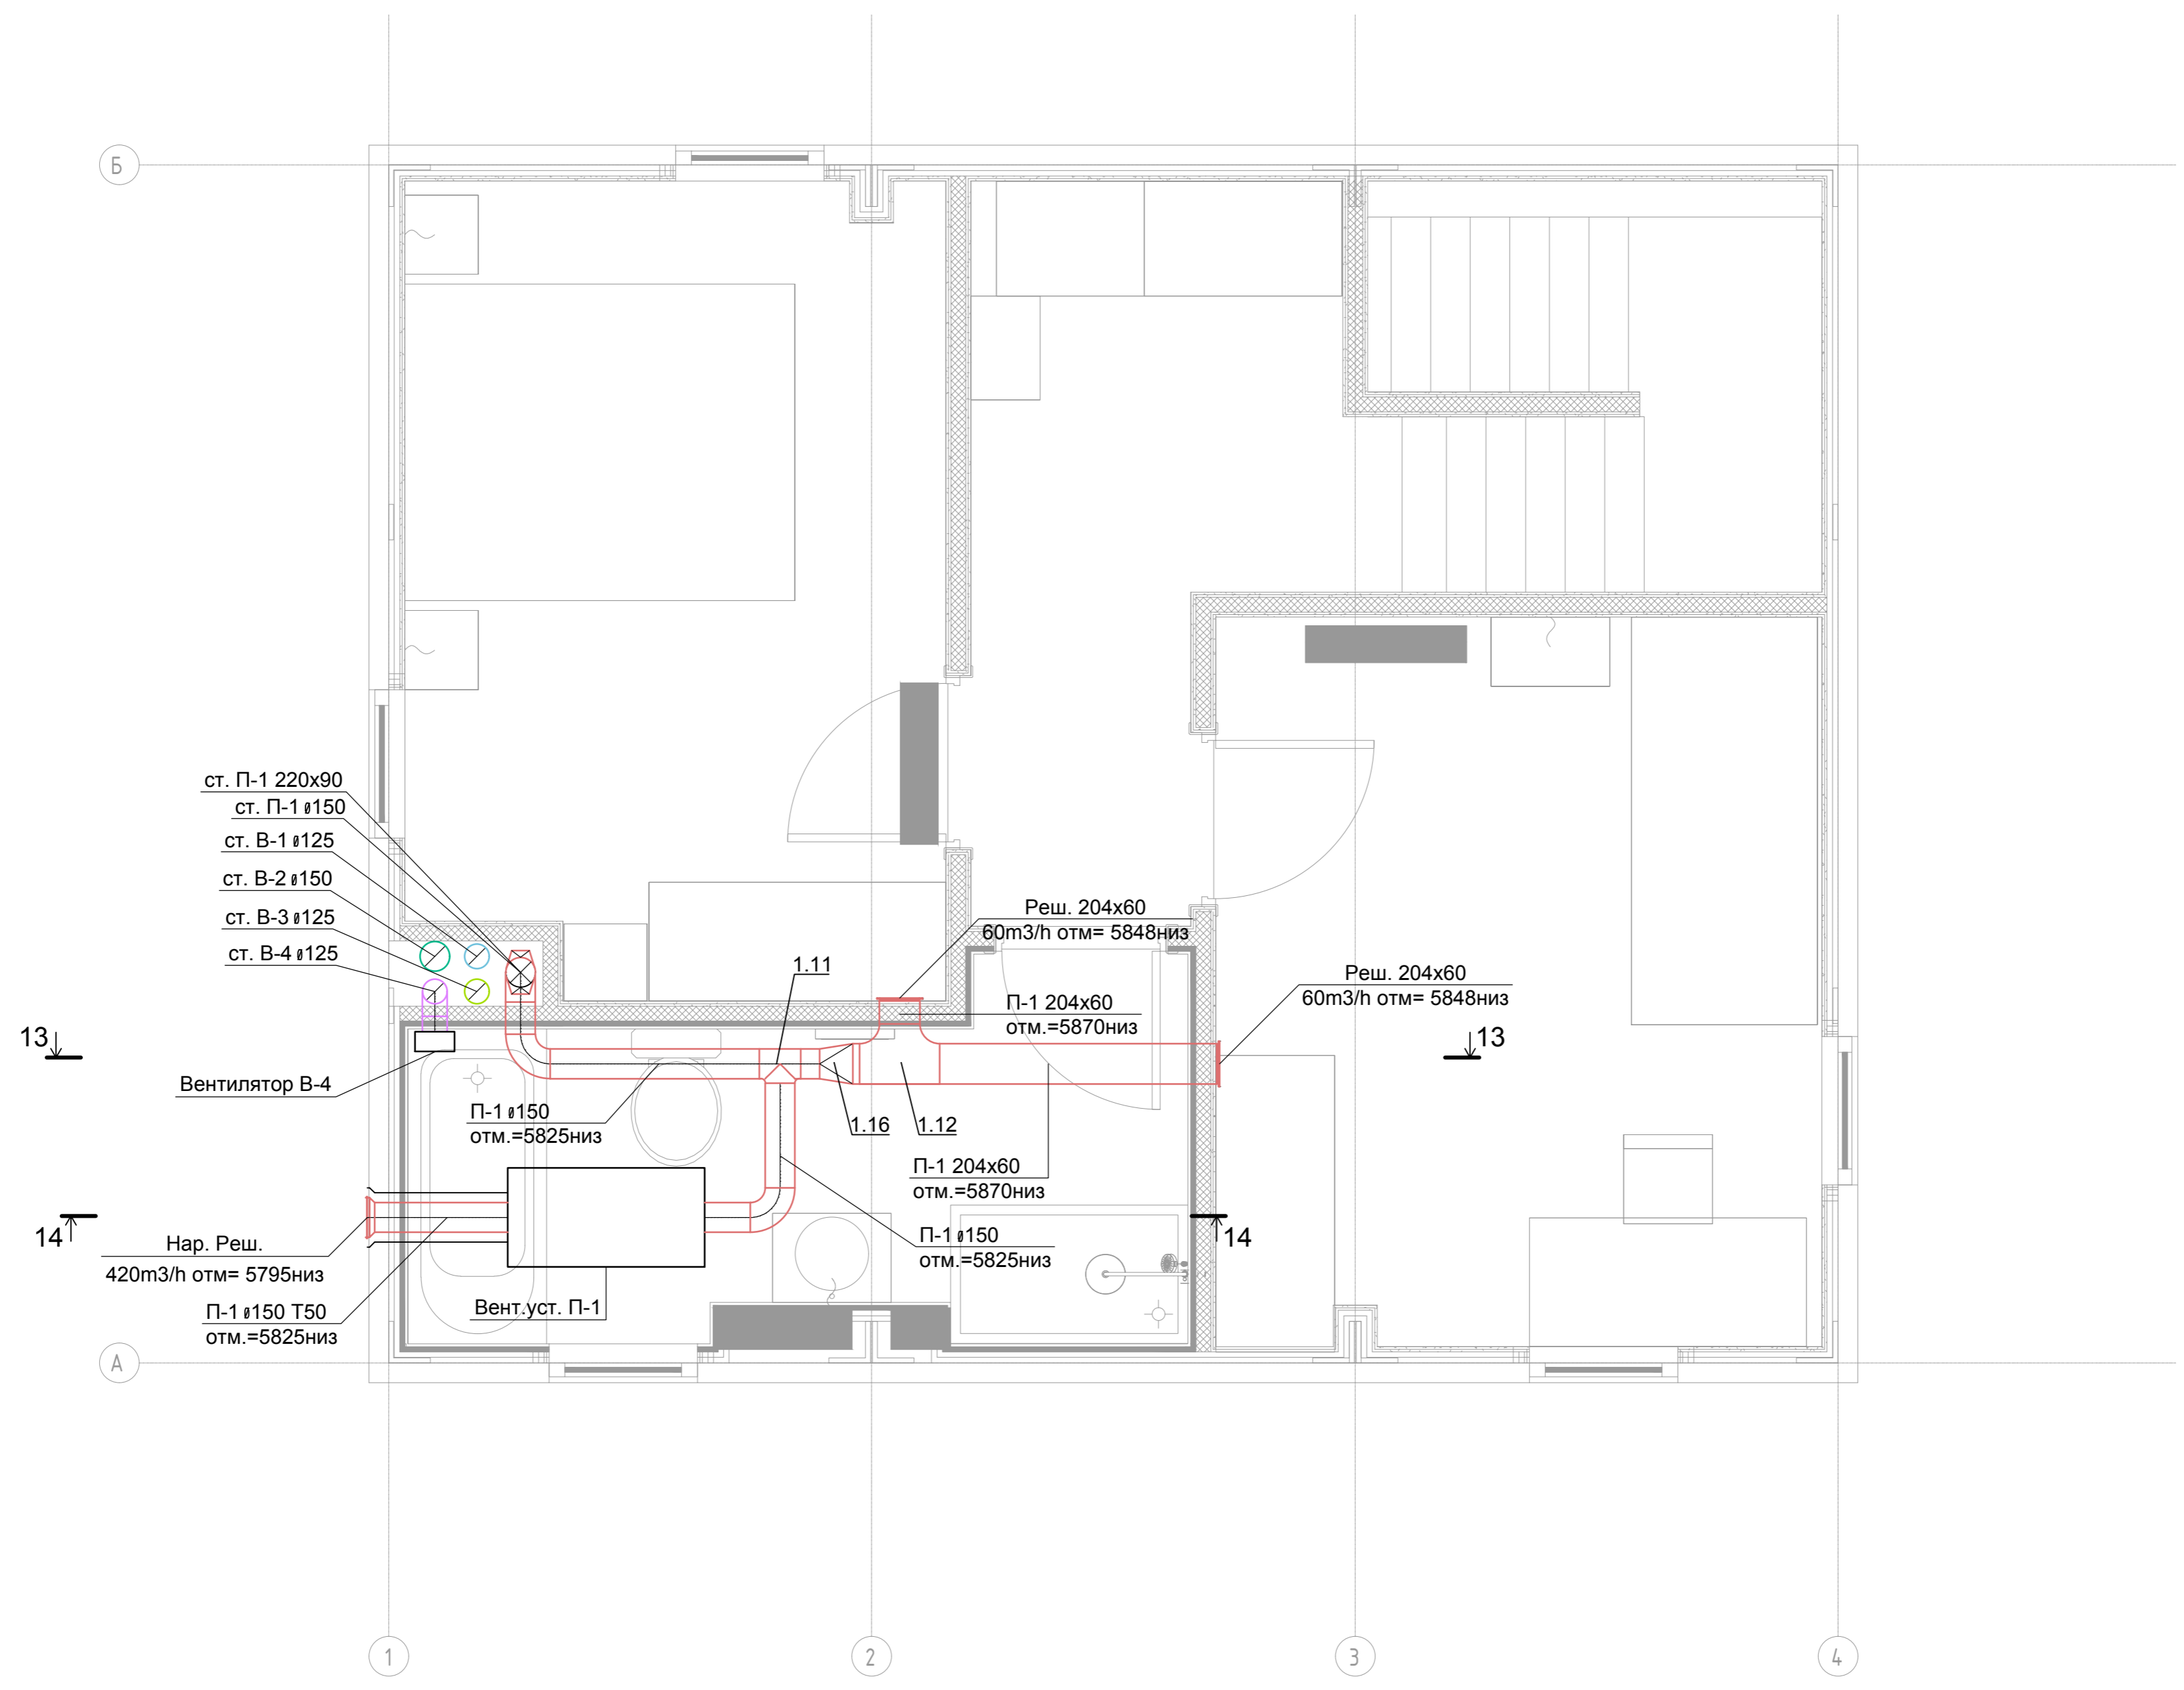 Б
ст. П-1 220х90
ст. П-1 ø150
ст. В-1 ø125
ст. В-2 ø150
ст. В-3 ø125
ст. В-4 ø125
Реш. 204х60
60m3/h отм= 5848низ
1.11
Реш. 204х60
60m3/h отм= 5848низ
П-1 204х60
отм.=5870низ
13
13
Вентилятор В-4
П-1 ø150
отм.=5825низ
1.16
1.12
П-1 204х60
отм.=5870низ
14
14
Нар. Реш.
420m3/h отм= 5795низ
П-1 ø150
отм.=5825низ
П-1 ø150 Т50
отм.=5825низ
Вент.уст. П-1
А
1
2
3
4